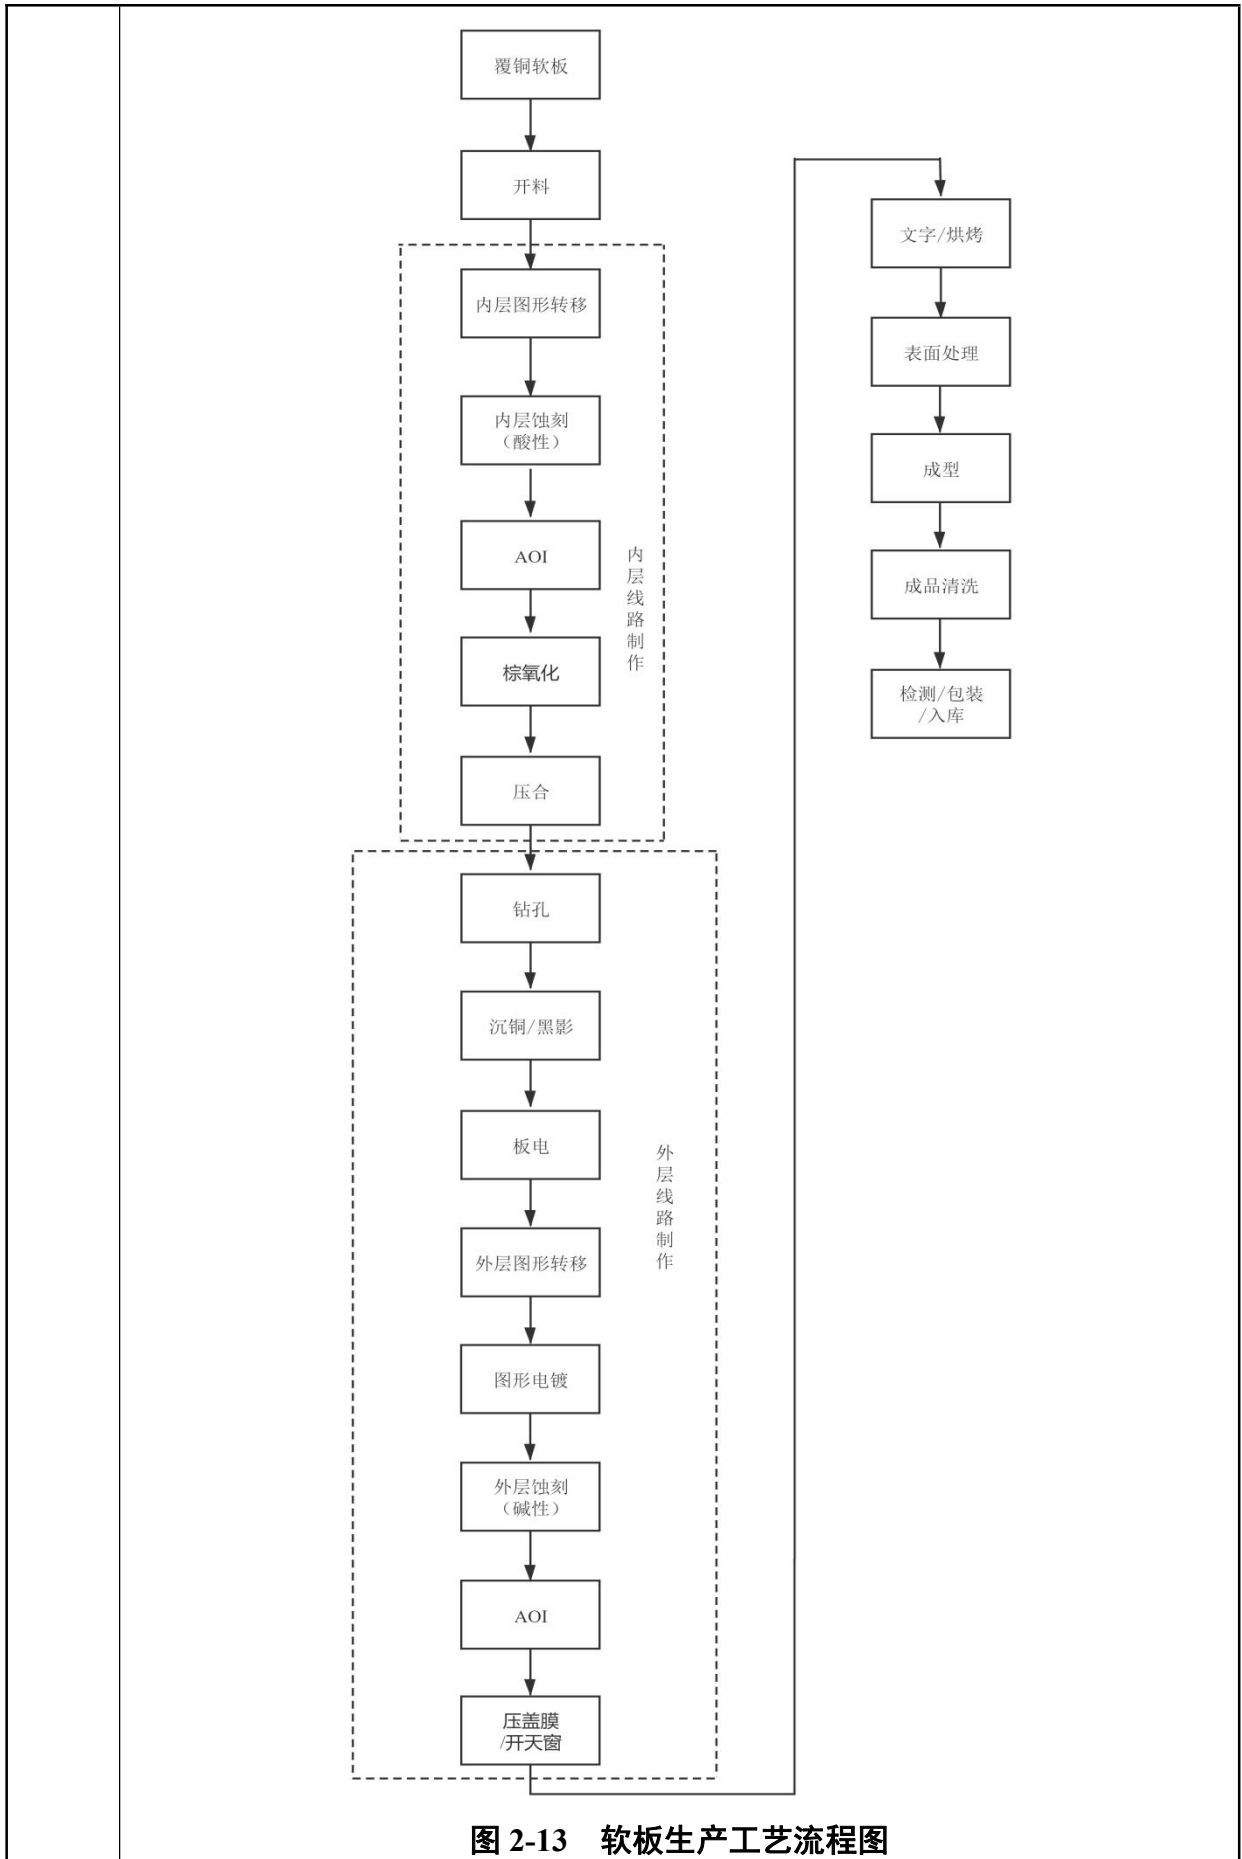 覆铜软板
开料
内层图形转移
内层蚀刻
（酸性）
AOI
棕氧化
压合
内层线路制作
钻孔
沉铜/黑影
板电
外层图形转移
图形电镀
外层蚀刻
（碱性）
AOI
压盖膜
/开天窗
外层线路制作
文字/烘烤
表面处理
成型
成品清洗
检测/包装
/入库
图 2-13　软板生产工艺流程图